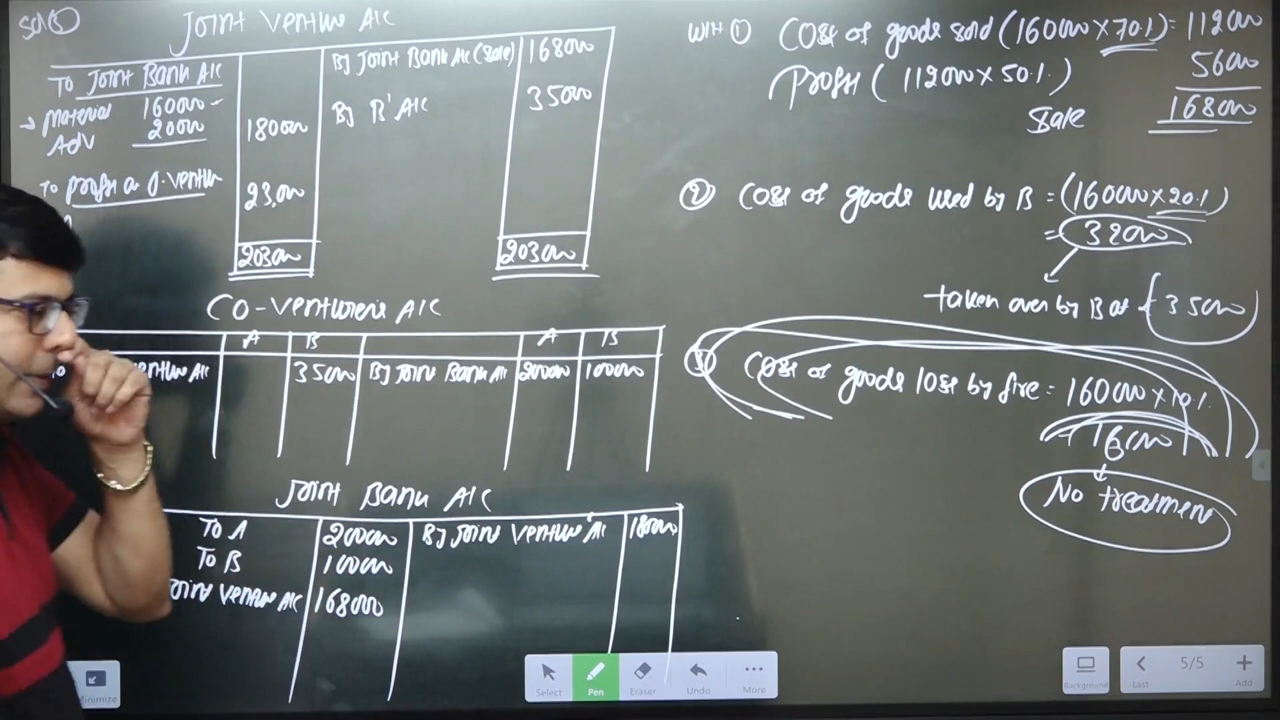 Joint Venture A/C
To Joint Bank A/C
By Joint Bank A/C (Sale) 168000
Material 160000
Adv 20000 180000
By B' A/C 35000
To Profit on J. Venture 23,000
203000 203000
Co-Venturer's A/C
A B A B
Venture A/C 35000 By Joint Bank A/C 200000 100000
Joint Bank A/C
To A 200000 By Joint Venture A/C 180000
To B 100000
Joint Venture A/C 168000
WN ① Cost of goods sold (160000 × 70%) = 112000
Profit (112000 × 50%) 56000
Sale 168000
② Cost of goods used by B = (160000 × 20%)
= 32000
taken over by B at 35000
③ Cost of goods loss by fire = 160000 × 10%
= 16000
No treatment
Select
Pen
Eraser
Undo
More
Background
Last
5/5
Add